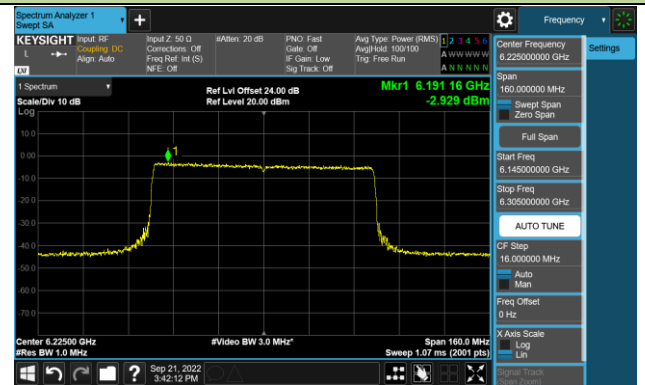 Spectrum Analyzer 1
Swept SA
Frequency
KEYSIGHT
L
LXI
Input: RF
Coupling: DC
Align: Auto
Input Z: 50 Ω
Corrections: Off
Freq Ref: Int (S)
NFE: Off
#Atten: 20 dB
PNO: Fast
Gate: Off
IF Gain: Low
Sig Track: Off
Avg Type: Power (RMS)
Avg|Hold: 100/100
Trig: Free Run
1 2 3 4 5 6
A W W W W W
A N N N N N
1 Spectrum
Scale/Div 10 dB
Log
Ref Lvl Offset 24.00 dB
Ref Level 20.00 dBm
Mkr1 6.191 16 GHz
-2.929 dBm
10.0
0.00
-10.0
-20.0
-30.0
-40.0
-50.0
-60.0
-70.0
1
Center 6.22500 GHz
#Res BW 1.0 MHz
#Video BW 3.0 MHz*
Span 160.0 MHz
Sweep 1.07 ms (2001 pts)
Sep 21, 2022
3:42:12 PM
?
Center Frequency
6.225000000 GHz
Span
160.000000 MHz
Swept Span
Zero Span
Full Span
Start Freq
6.145000000 GHz
Stop Freq
6.305000000 GHz
AUTO TUNE
CF Step
16.000000 MHz
Auto
Man
Freq Offset
0 Hz
X Axis Scale
Log
Lin
Signal Track
(Span Zoom)
Settings